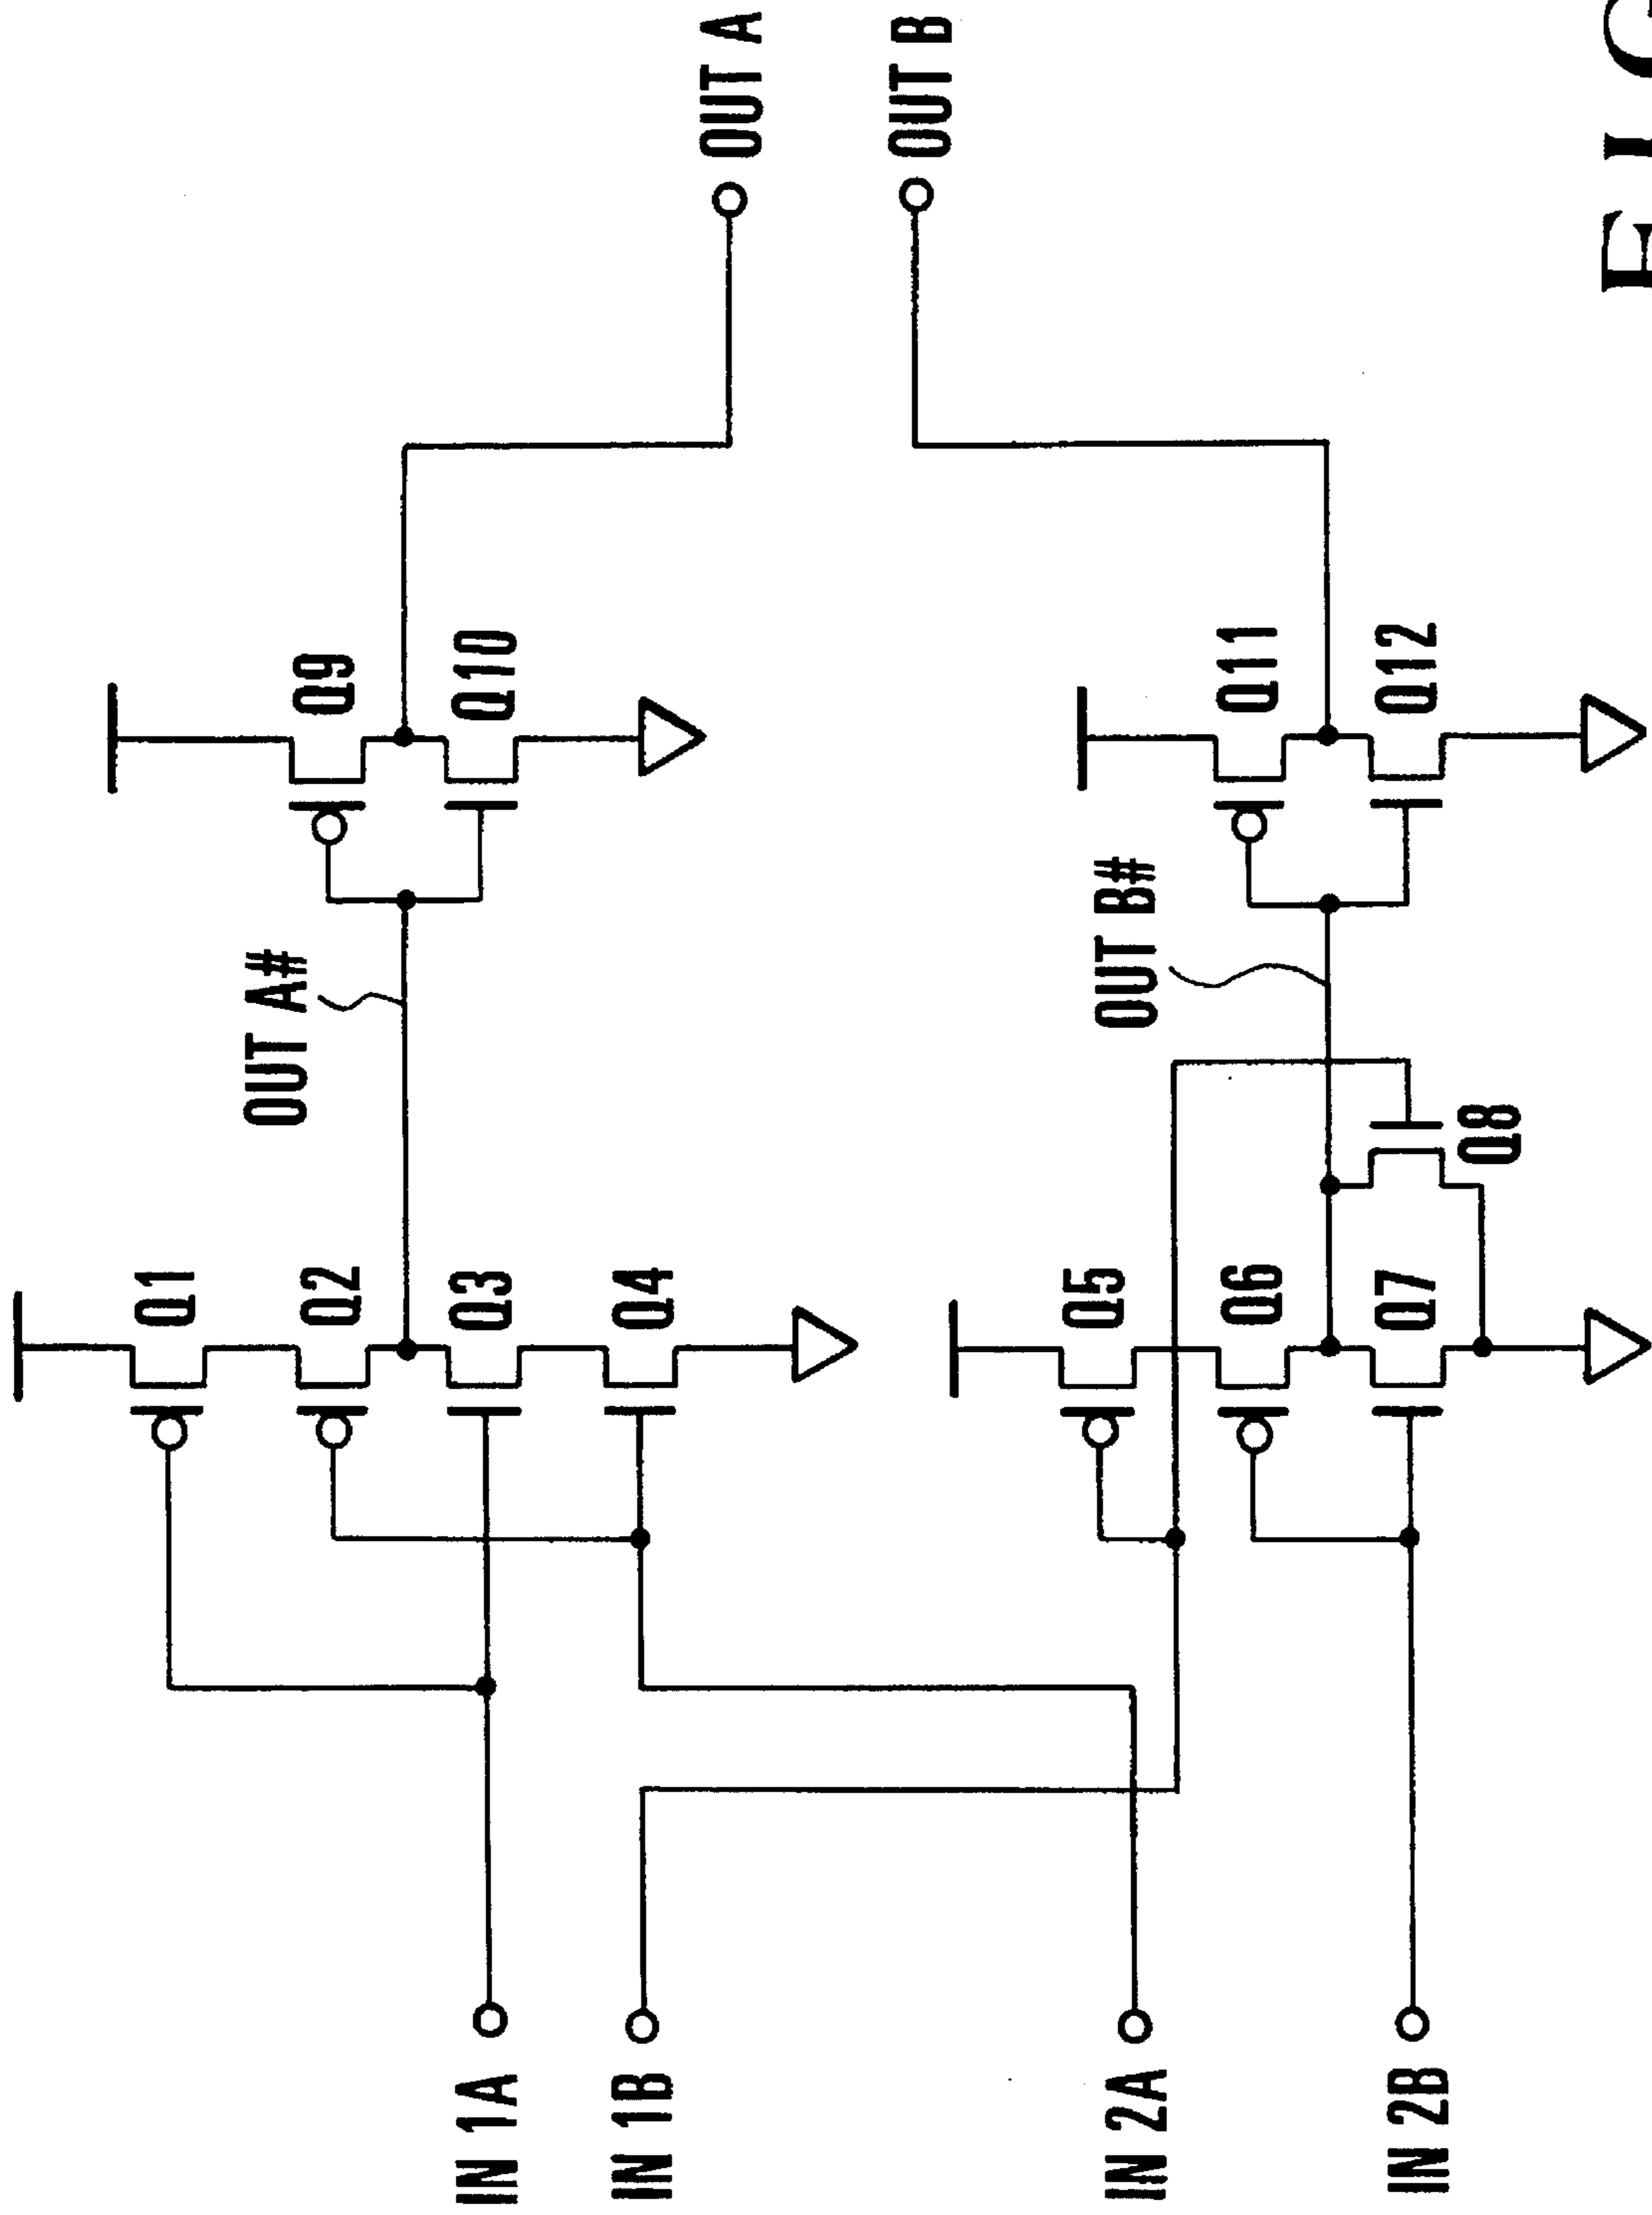 IN 1A
IN 1B
IN 2A
IN 2B
Q1
Q2
Q3
Q4
Q5
Q6
Q7
Q8
OUT A#
OUT B#
Q9
Q10
Q11
Q12
OUT A
OUT B